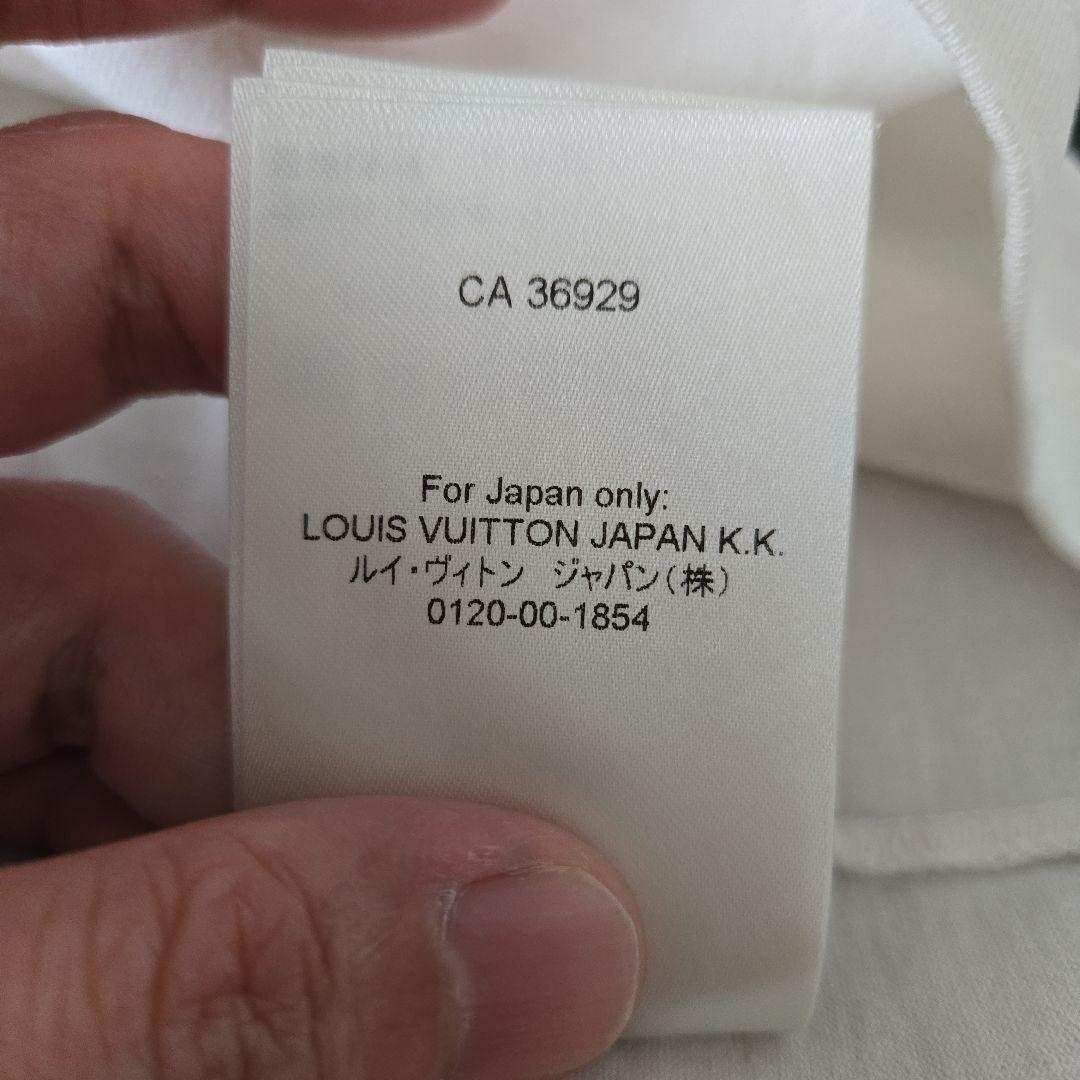 CA 36929
For Japan only:
LOUIS VUITTON JAPAN K.K.
ルイ・ヴィトン　ジャパン(株)
0120-00-1854